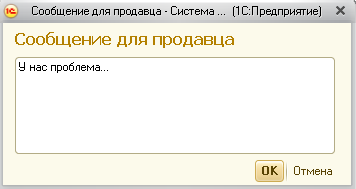 Сообщение для продавца - Система ... (1С:Предприятие)
Сообщение для продавца
У нас проблема...
OK
Отмена